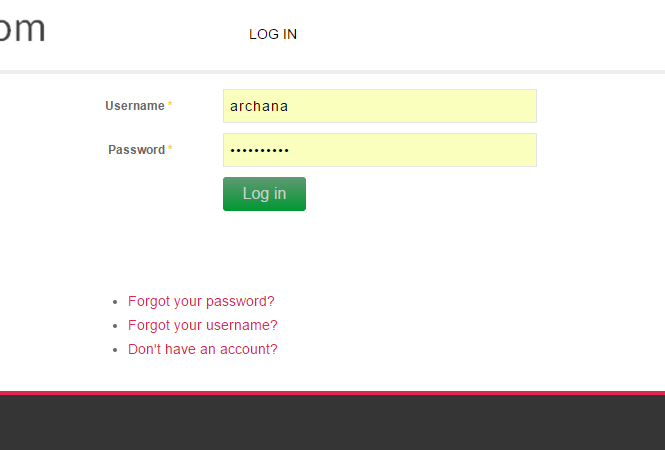 om
LOG IN
Username *
archana
Password *
••••••••••
Log in
Forgot your password?
Forgot your username?
Don't have an account?